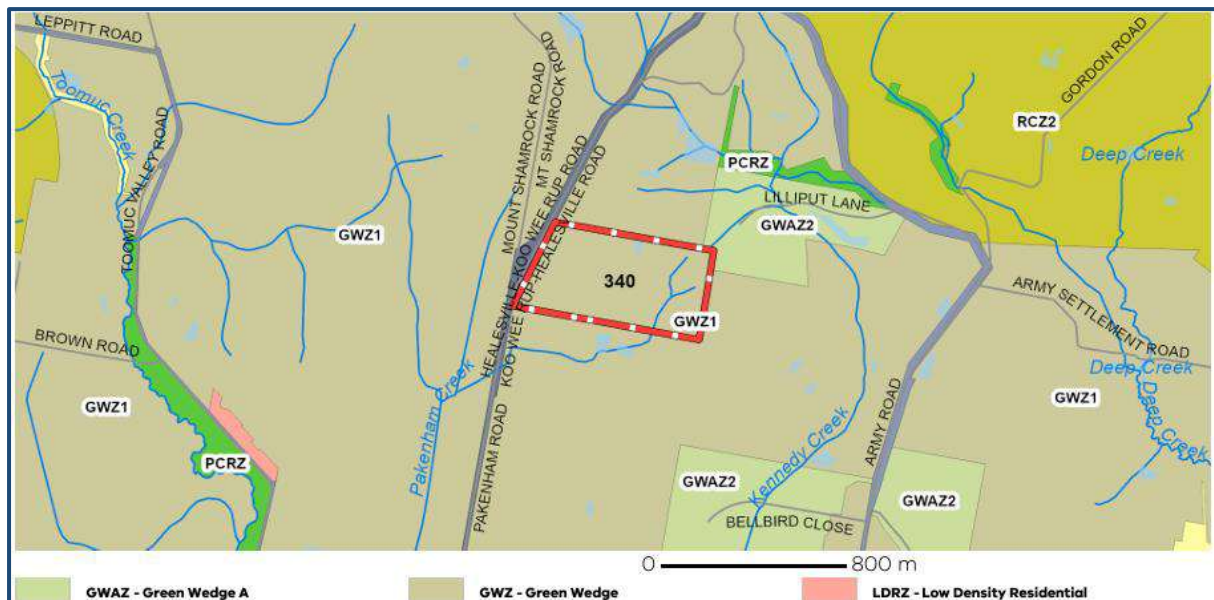 LEPPITT ROAD
Toomuc Creek
TOOMUC VALLEY ROAD
MOUNT SHAMROCK ROAD
MT SHAMROCK ROAD
HEALESVILLE-KOO WEE RUP ROAD
KOO WEE RUP-HEALESVILLE ROAD
GORDON ROAD
RCZ2
Deep Creek
PCRZ
LILLIPUT LANE
GWAZ2
GWZ1
340
GWZ1
ARMY SETTLEMENT ROAD
BROWN ROAD
Deep Creek
Deep Creek
GWZ1
GWZ1
Pakenham Creek
PAKENHAM ROAD
Kennedy Creek
ARMY ROAD
PCRZ
GWAZ2
GWAZ2
BELLBIRD CLOSE
0 800 m
GWAZ - Green Wedge A
GWZ - Green Wedge
LDRZ - Low Density Residential